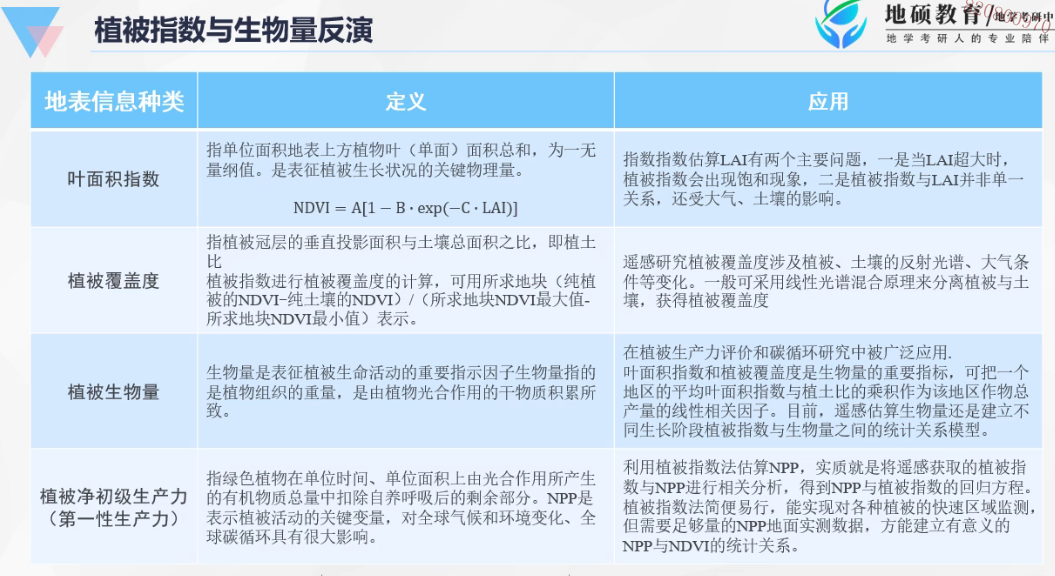 植被指数与生物量反演
地硕教育
地学考研人的专业陪伴
地表信息种类
定义
应用
叶面积指数
指单位面积地表上方植物叶（单面）面积总和，为一无
量纲值。是表征植被生长状况的关键物理量。
NDVI = A[1 − B · exp(−C · LAI)]
指数指数估算LAI有两个主要问题，一是当LAI超大时，
植被指数会出现饱和现象，二是植被指数与LAI并非单一
关系，还受大气、土壤的影响。
植被覆盖度
指植被冠层的垂直投影面积与土壤总面积之比，即植土
比
植被指数进行植被覆盖度的计算，可用所求地块（纯植
被的NDVI-纯土壤的NDVI）/（所求地块NDVI最大值-
所求地块NDVI最小值）表示。
遥感研究植被覆盖度涉及植被、土壤的反射光谱、大气条
件等变化。一般可采用线性光谱混合原理来分离植被与土
壤，获得植被覆盖度
植被生物量
生物量是表征植被生命活动的重要指示因子生物量指的
是植物组织的重量，是由植物光合作用的干物质积累所
致。
在植被生产力评价和碳循环研究中被广泛应用.
叶面积指数和植被覆盖度是生物量的重要指标，可把一个
地区的平均叶面积指数与植土比的乘积作为该地区作物总
产量的线性相关因子。目前，遥感估算生物量还是建立不
同生长阶段植被指数与生物量之间的统计关系模型。
植被净初级生产力
（第一性生产力）
指绿色植物在单位时间、单位面积上由光合作用所产生
的有机物质总量中扣除自养呼吸后的剩余部分。NPP是
表示植被活动的关键变量，对全球气候和环境变化、全
球碳循环具有很大影响。
利用植被指数法估算NPP，实质就是将遥感获取的植被指
数与NPP进行相关分析，得到NPP与植被指数的回归方程。
植被指数法简便易行，能实现对各种植被的快速区域监测，
但需要足够量的NPP地面实测数据，方能建立有意义的
NPP与NDVI的统计关系。